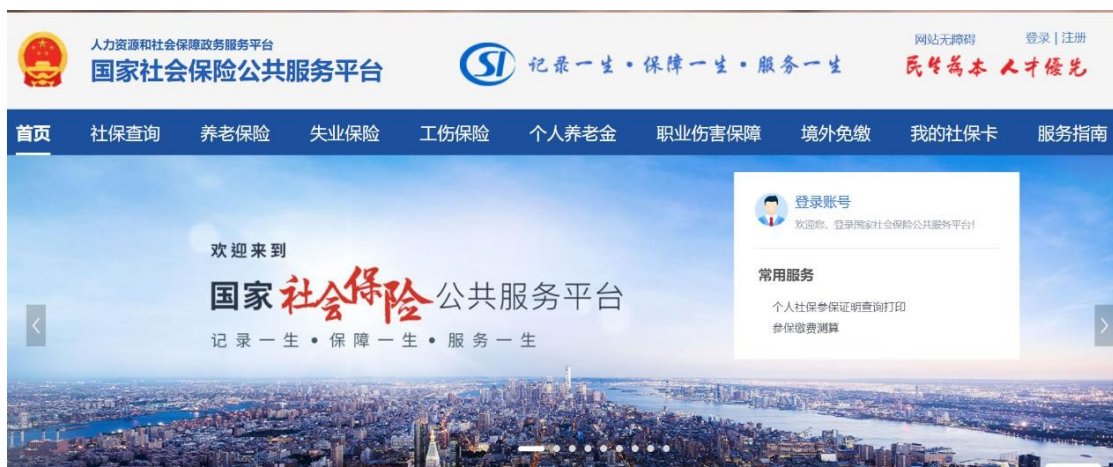 人力资源和社会保障政务服务平台
国家社会保险公共服务平台
SI 记录一生·保障一生·服务一生
网站无障碍 登录 | 注册
民生为本 人才优先
首页 社保查询 养老保险 失业保险 工伤保险 个人养老金 职业伤害保障 境外免缴 我的社保卡 服务指南
欢迎来到
国家社会保险公共服务平台
记录一生•保障一生•服务一生
登录账号
欢迎您，登录国家社会保险公共服务平台！
常用服务
个人社保参保证明查询打印
参保缴费测算